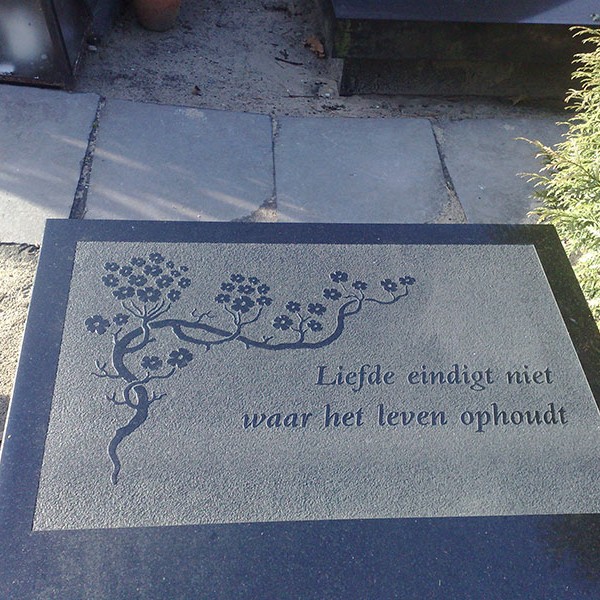 Liefde eindigt niet
waar het leven ophoudt